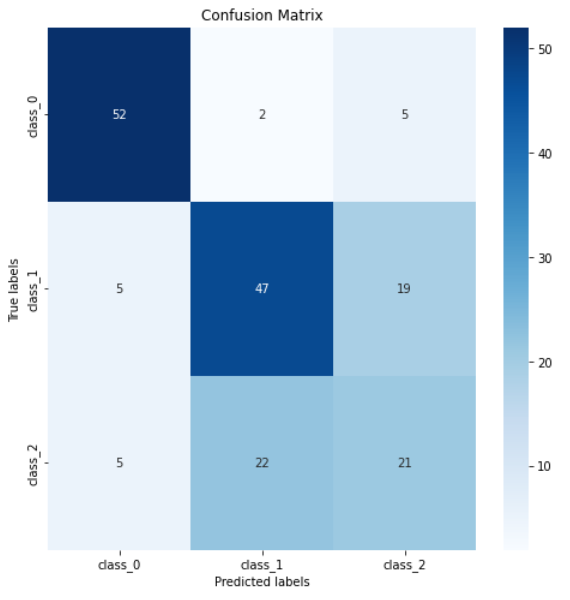 Confusion Matrix
class_0
52
2
5
class_1
5
47
19
class_2
5
22
21
True labels
class_0
class_1
class_2
Predicted labels
50
40
30
20
10